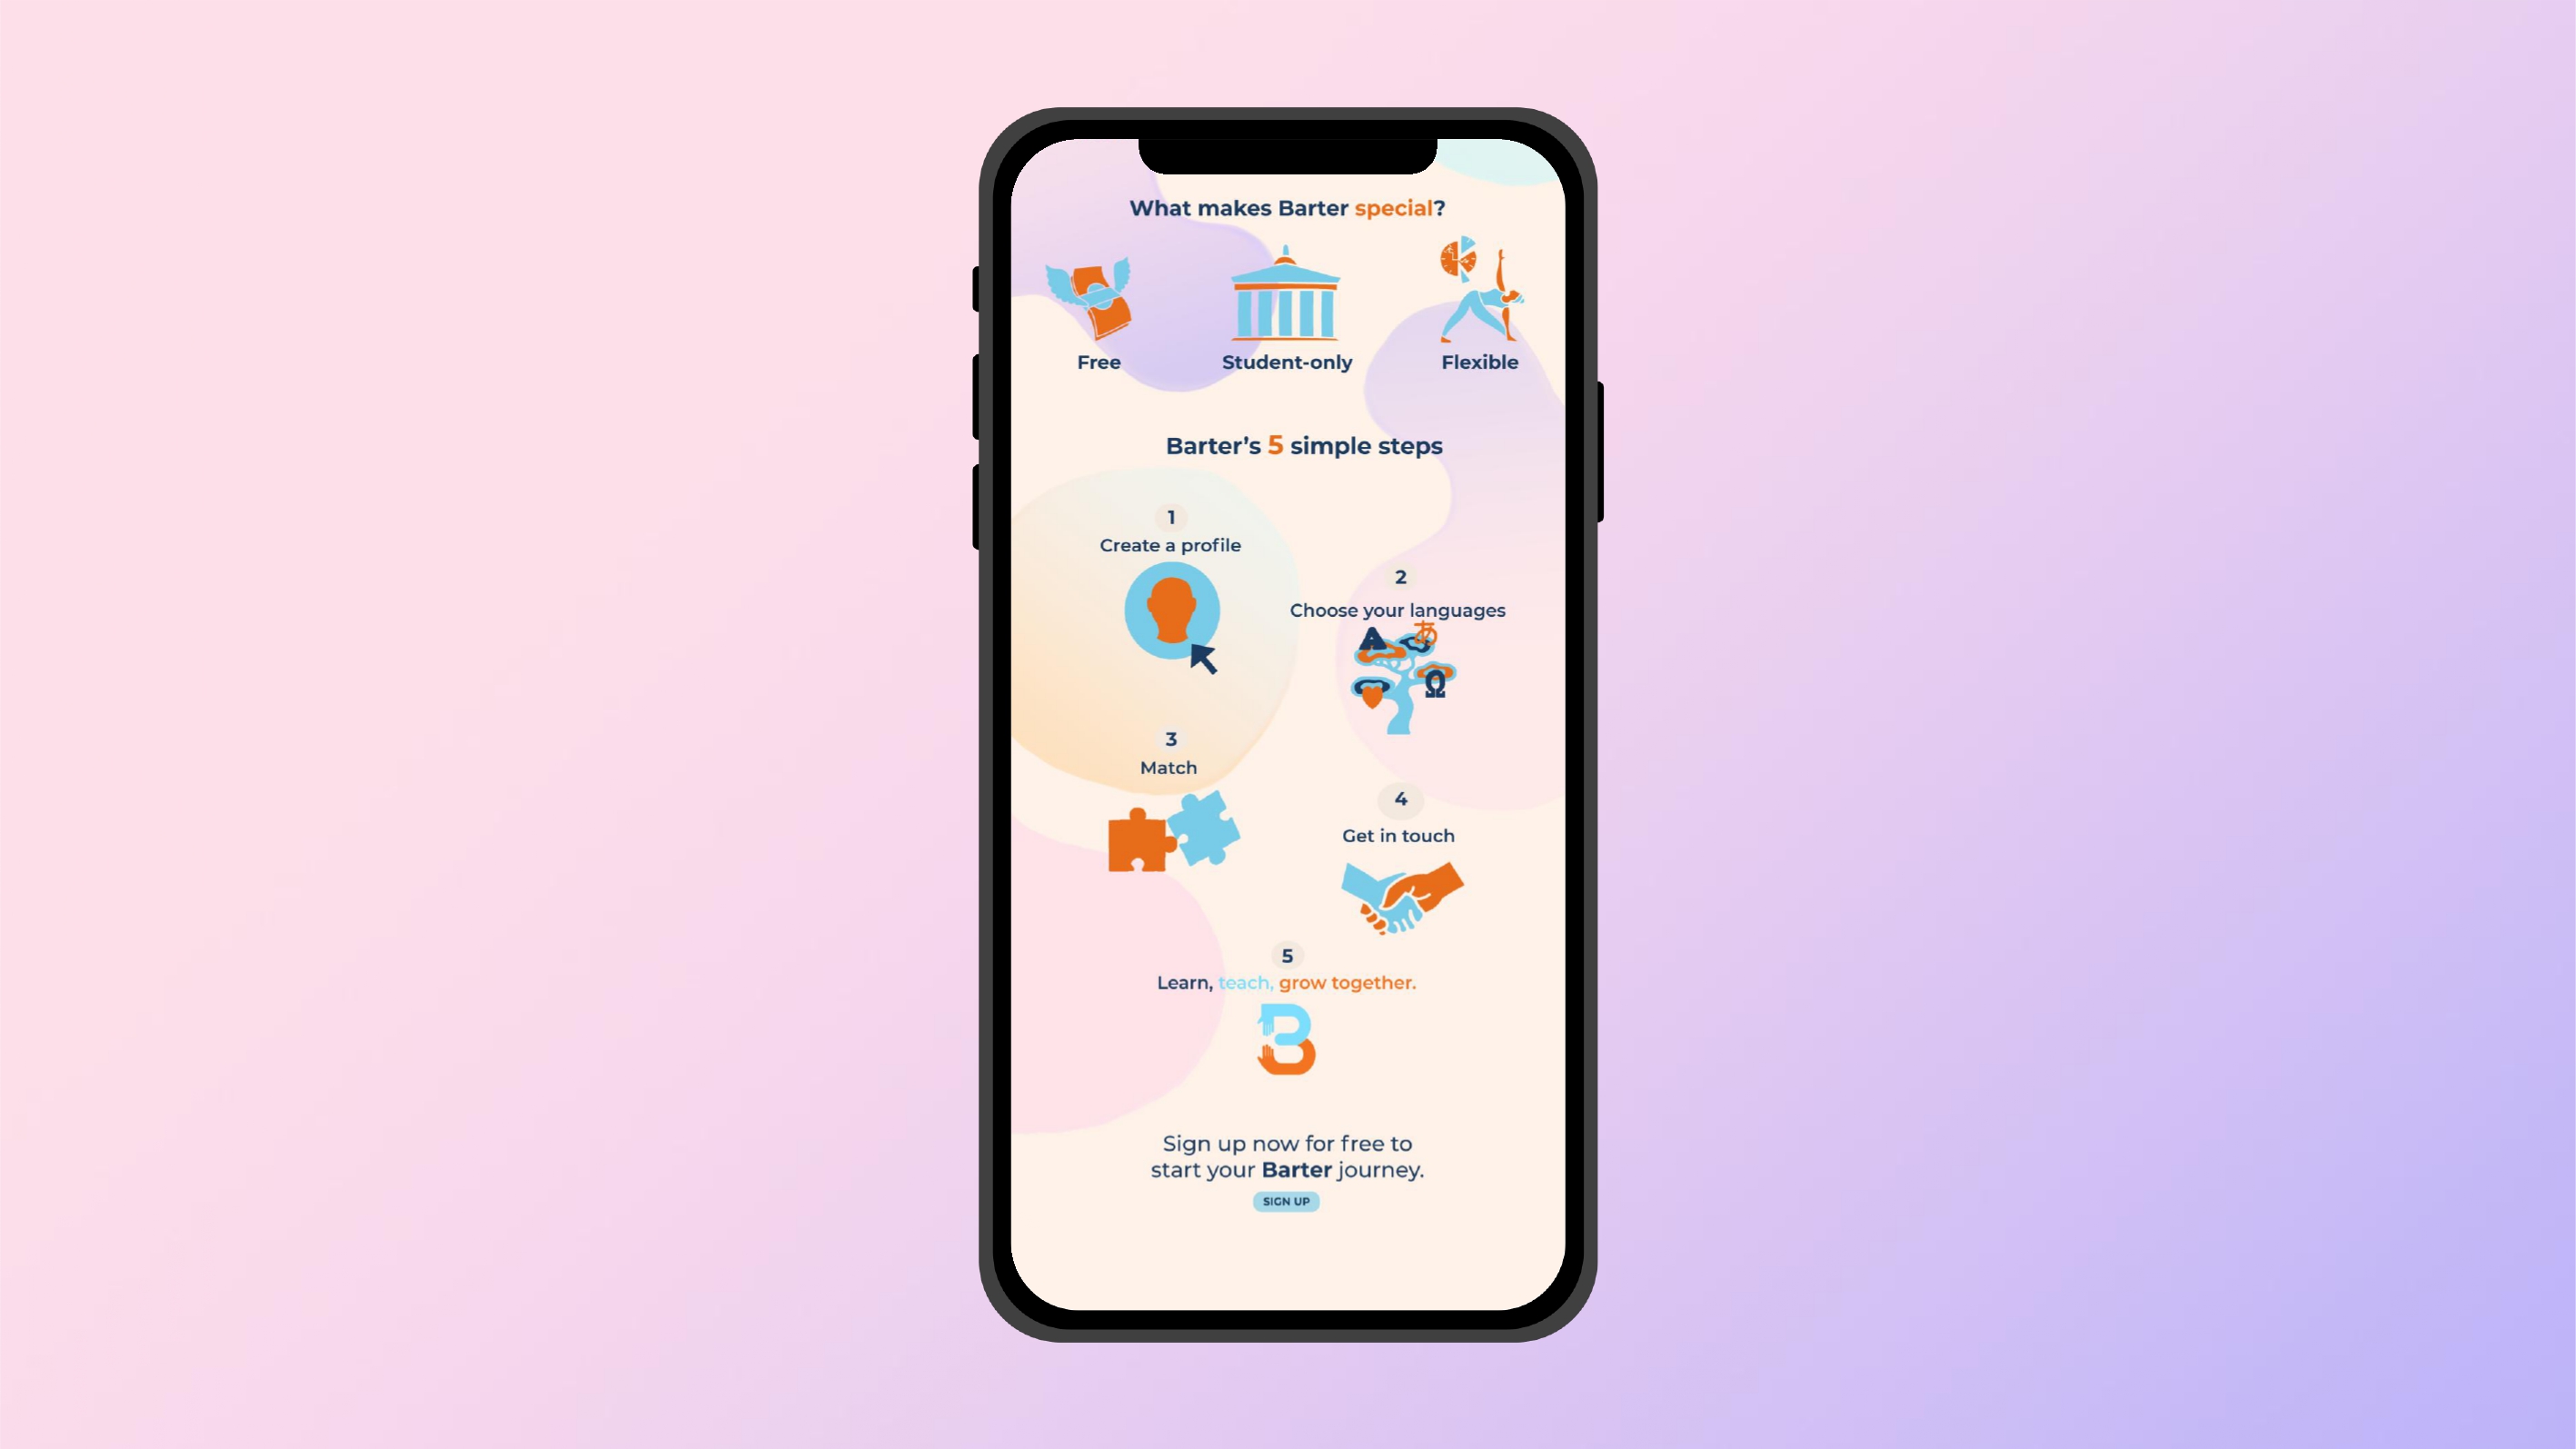 What makes Barter special?
Free
Student-only
Flexible
Barter's 5 simple steps
1
Create a profile
2
Choose your languages
A
あ
Ω
3
Match
4
Get in touch
5
Learn, teach, grow together.
B
Sign up now for free to
start your Barter journey.
SIGN UP